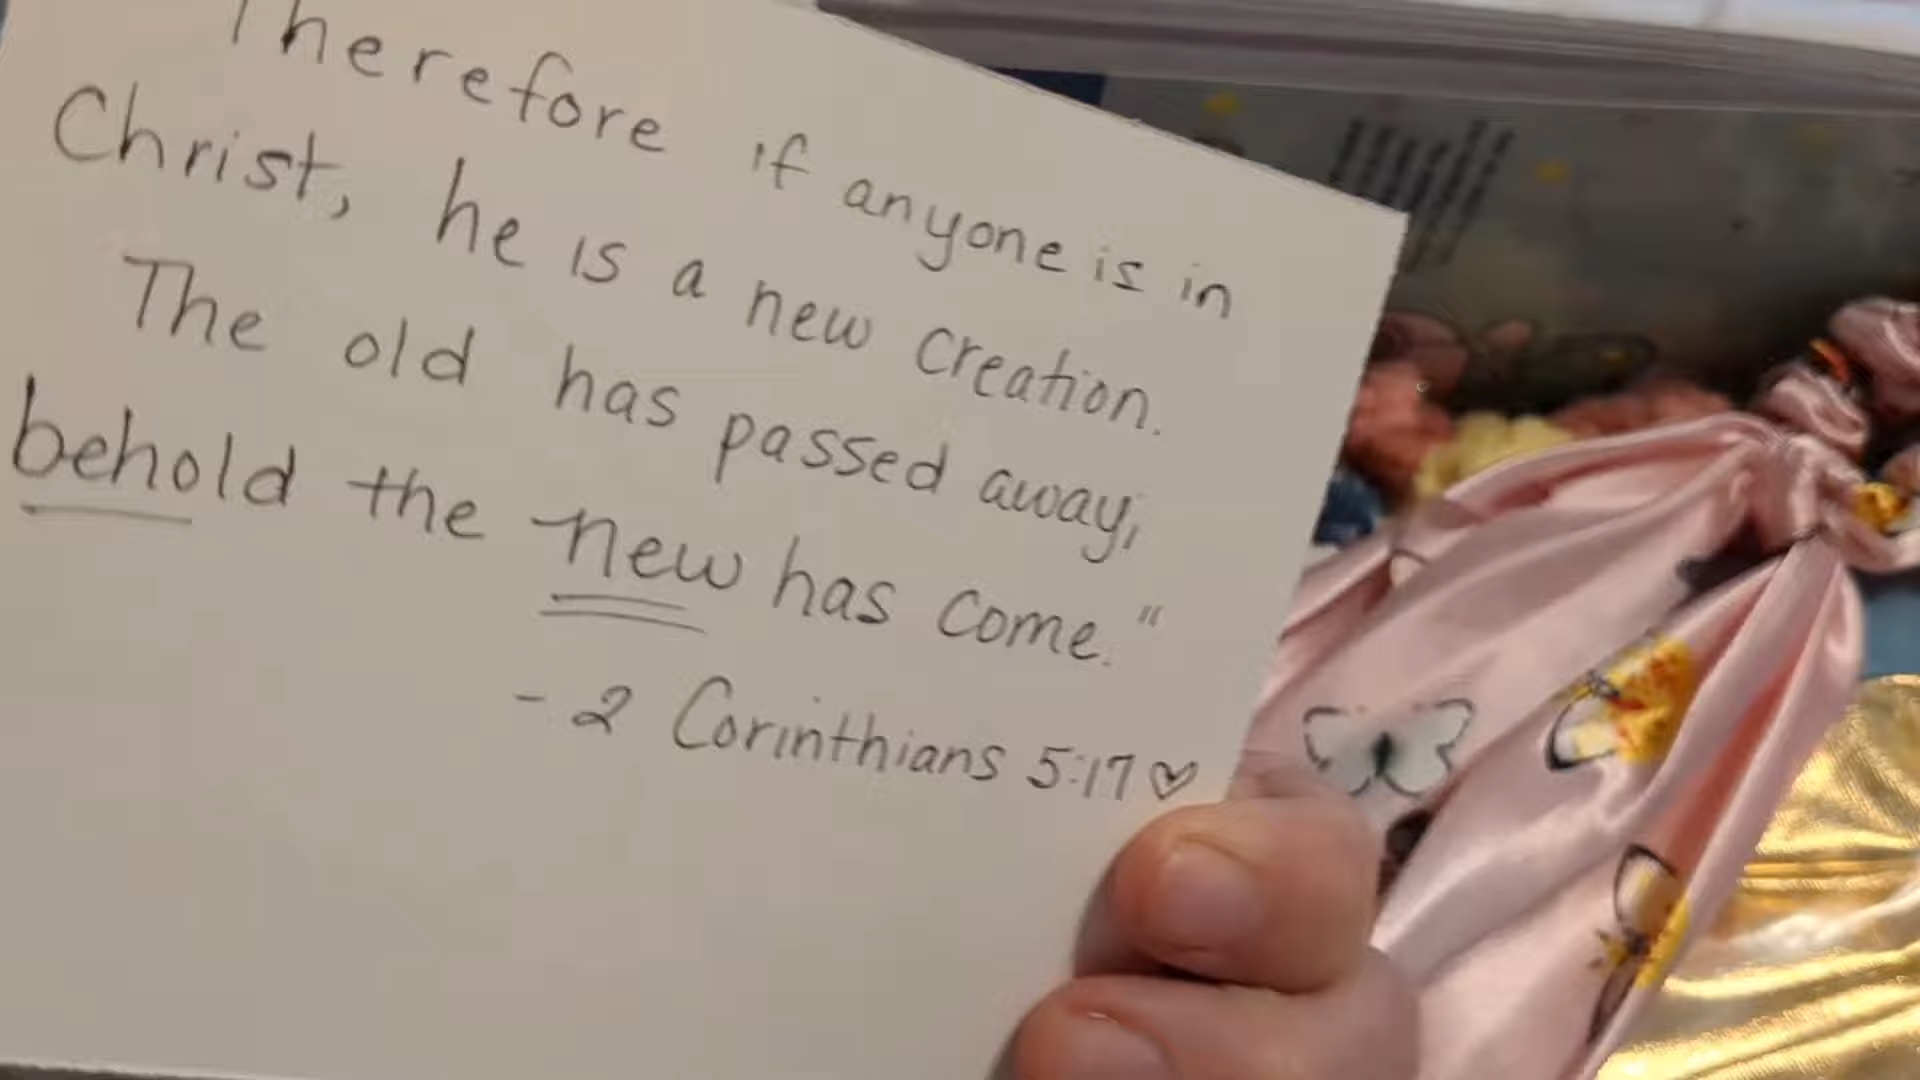 Therefore if anyone is in
Christ, he is a new creation.
The old has passed away;
behold the new has come."
- 2 Corinthians 5:17♡